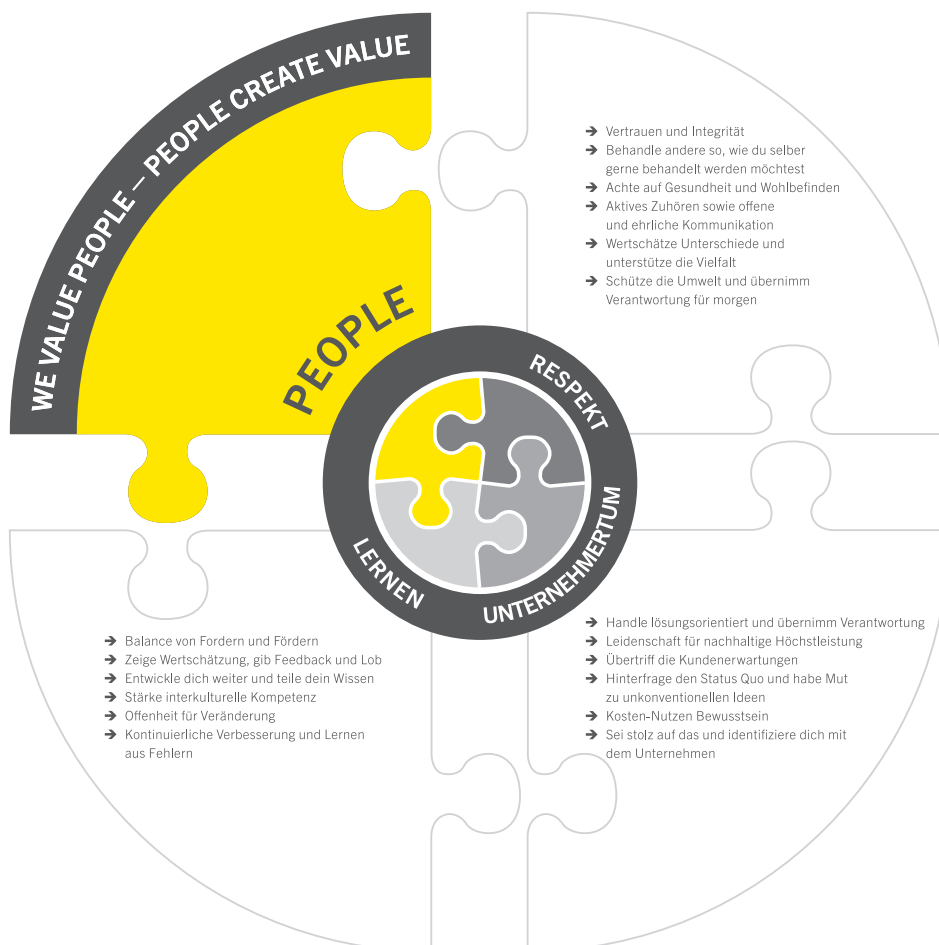 WE VALUE PEOPLE – PEOPLE CREATE VALUE
PEOPLE
→ Vertrauen und Integrität
→ Behandle andere so, wie du selber
gerne behandelt werden möchtest
→ Achte auf Gesundheit und Wohlbefinden
→ Aktives Zuhören sowie offene
und ehrliche Kommunikation
→ Wertschätze Unterschiede und
unterstütze die Vielfalt
→ Schütze die Umwelt und übernimm
Verantwortung für morgen
RESPEKT
UNTERNEHMERTUM
LERNEN
→ Balance von Fordern und Fördern
→ Zeige Wertschätzung, gib Feedback und Lob
→ Entwickle dich weiter und teile dein Wissen
→ Stärke interkulturelle Kompetenz
→ Offenheit für Veränderung
→ Kontinuierliche Verbesserung und Lernen
aus Fehlern
→ Handle lösungsorientiert und übernimm Verantwortung
→ Leidenschaft für nachhaltige Höchstleistung
→ Übertriff die Kundenerwartungen
→ Hinterfrage den Status Quo und habe Mut
zu unkonventionellen Ideen
→ Kosten-Nutzen Bewusstsein
→ Sei stolz auf das und identifiziere dich mit
dem Unternehmen